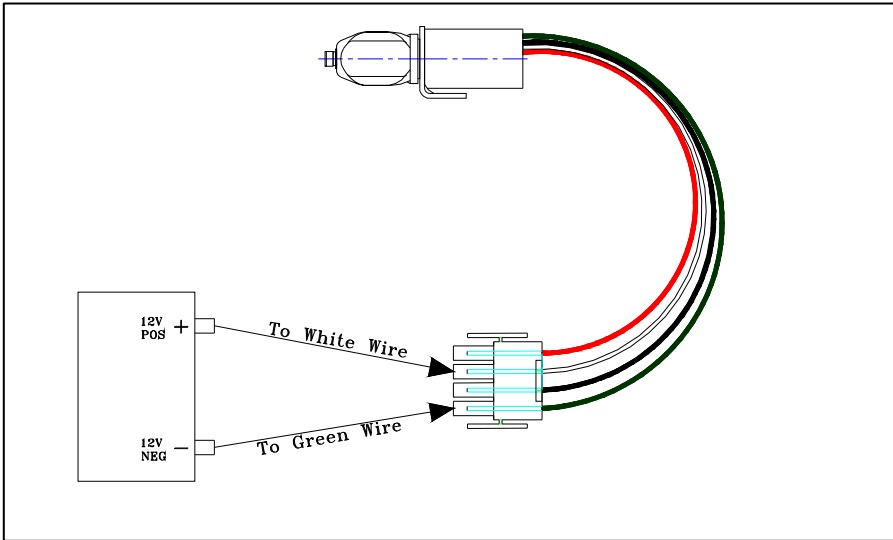 12V
POS +
To White Wire
12V
NEG −
To Green Wire